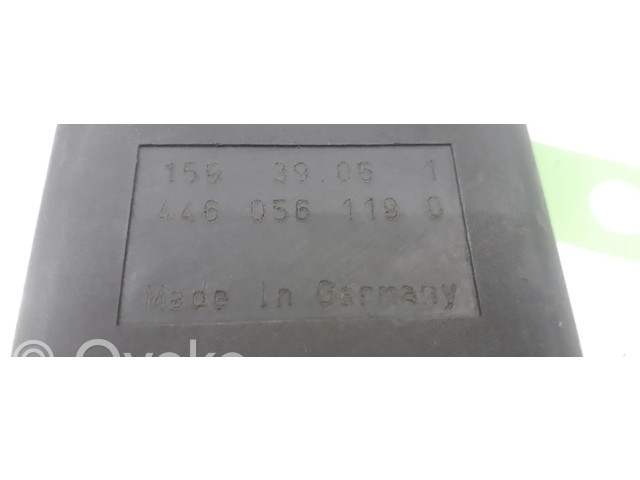 159 39.06 1
446 056 119 0
Made in Germany
© Ovoko